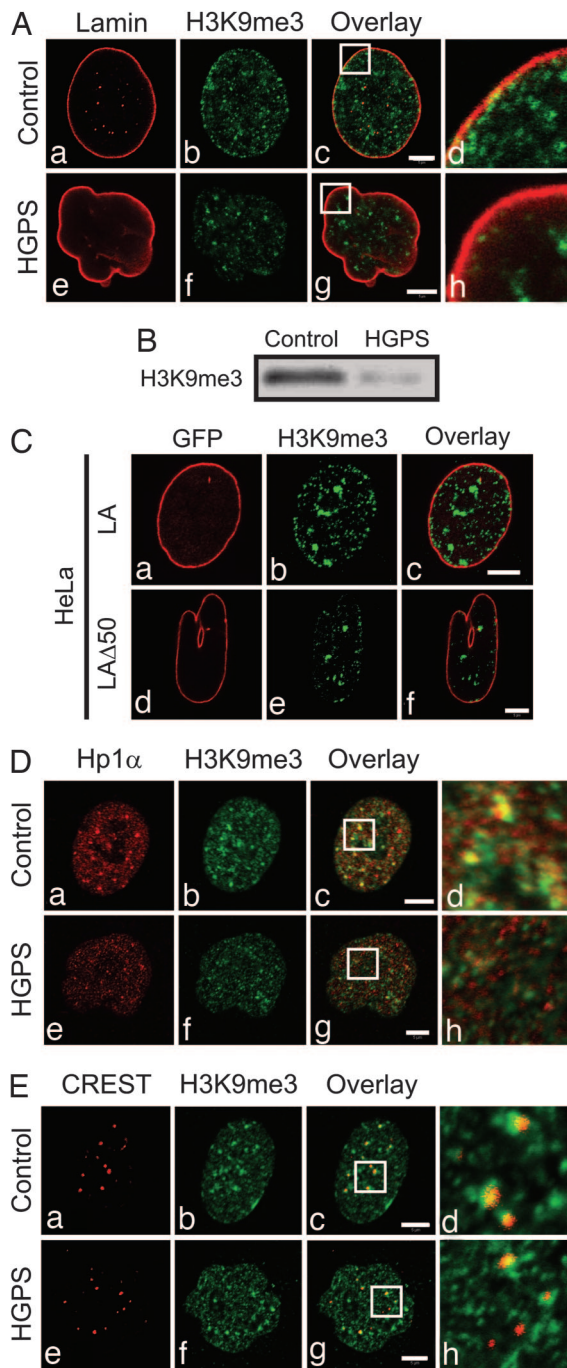 A
Lamin H3K9me3 Overlay
Control
a b c d
HGPS
e f g h
B
Control HGPS
H3K9me3
C
GFP H3K9me3 Overlay
HeLa
LA
a b c
LAΔ50
d e f
D
Hp1α H3K9me3 Overlay
Control
a b c d
HGPS
e f g h
E
CREST H3K9me3 Overlay
Control
a b c d
HGPS
e f g h